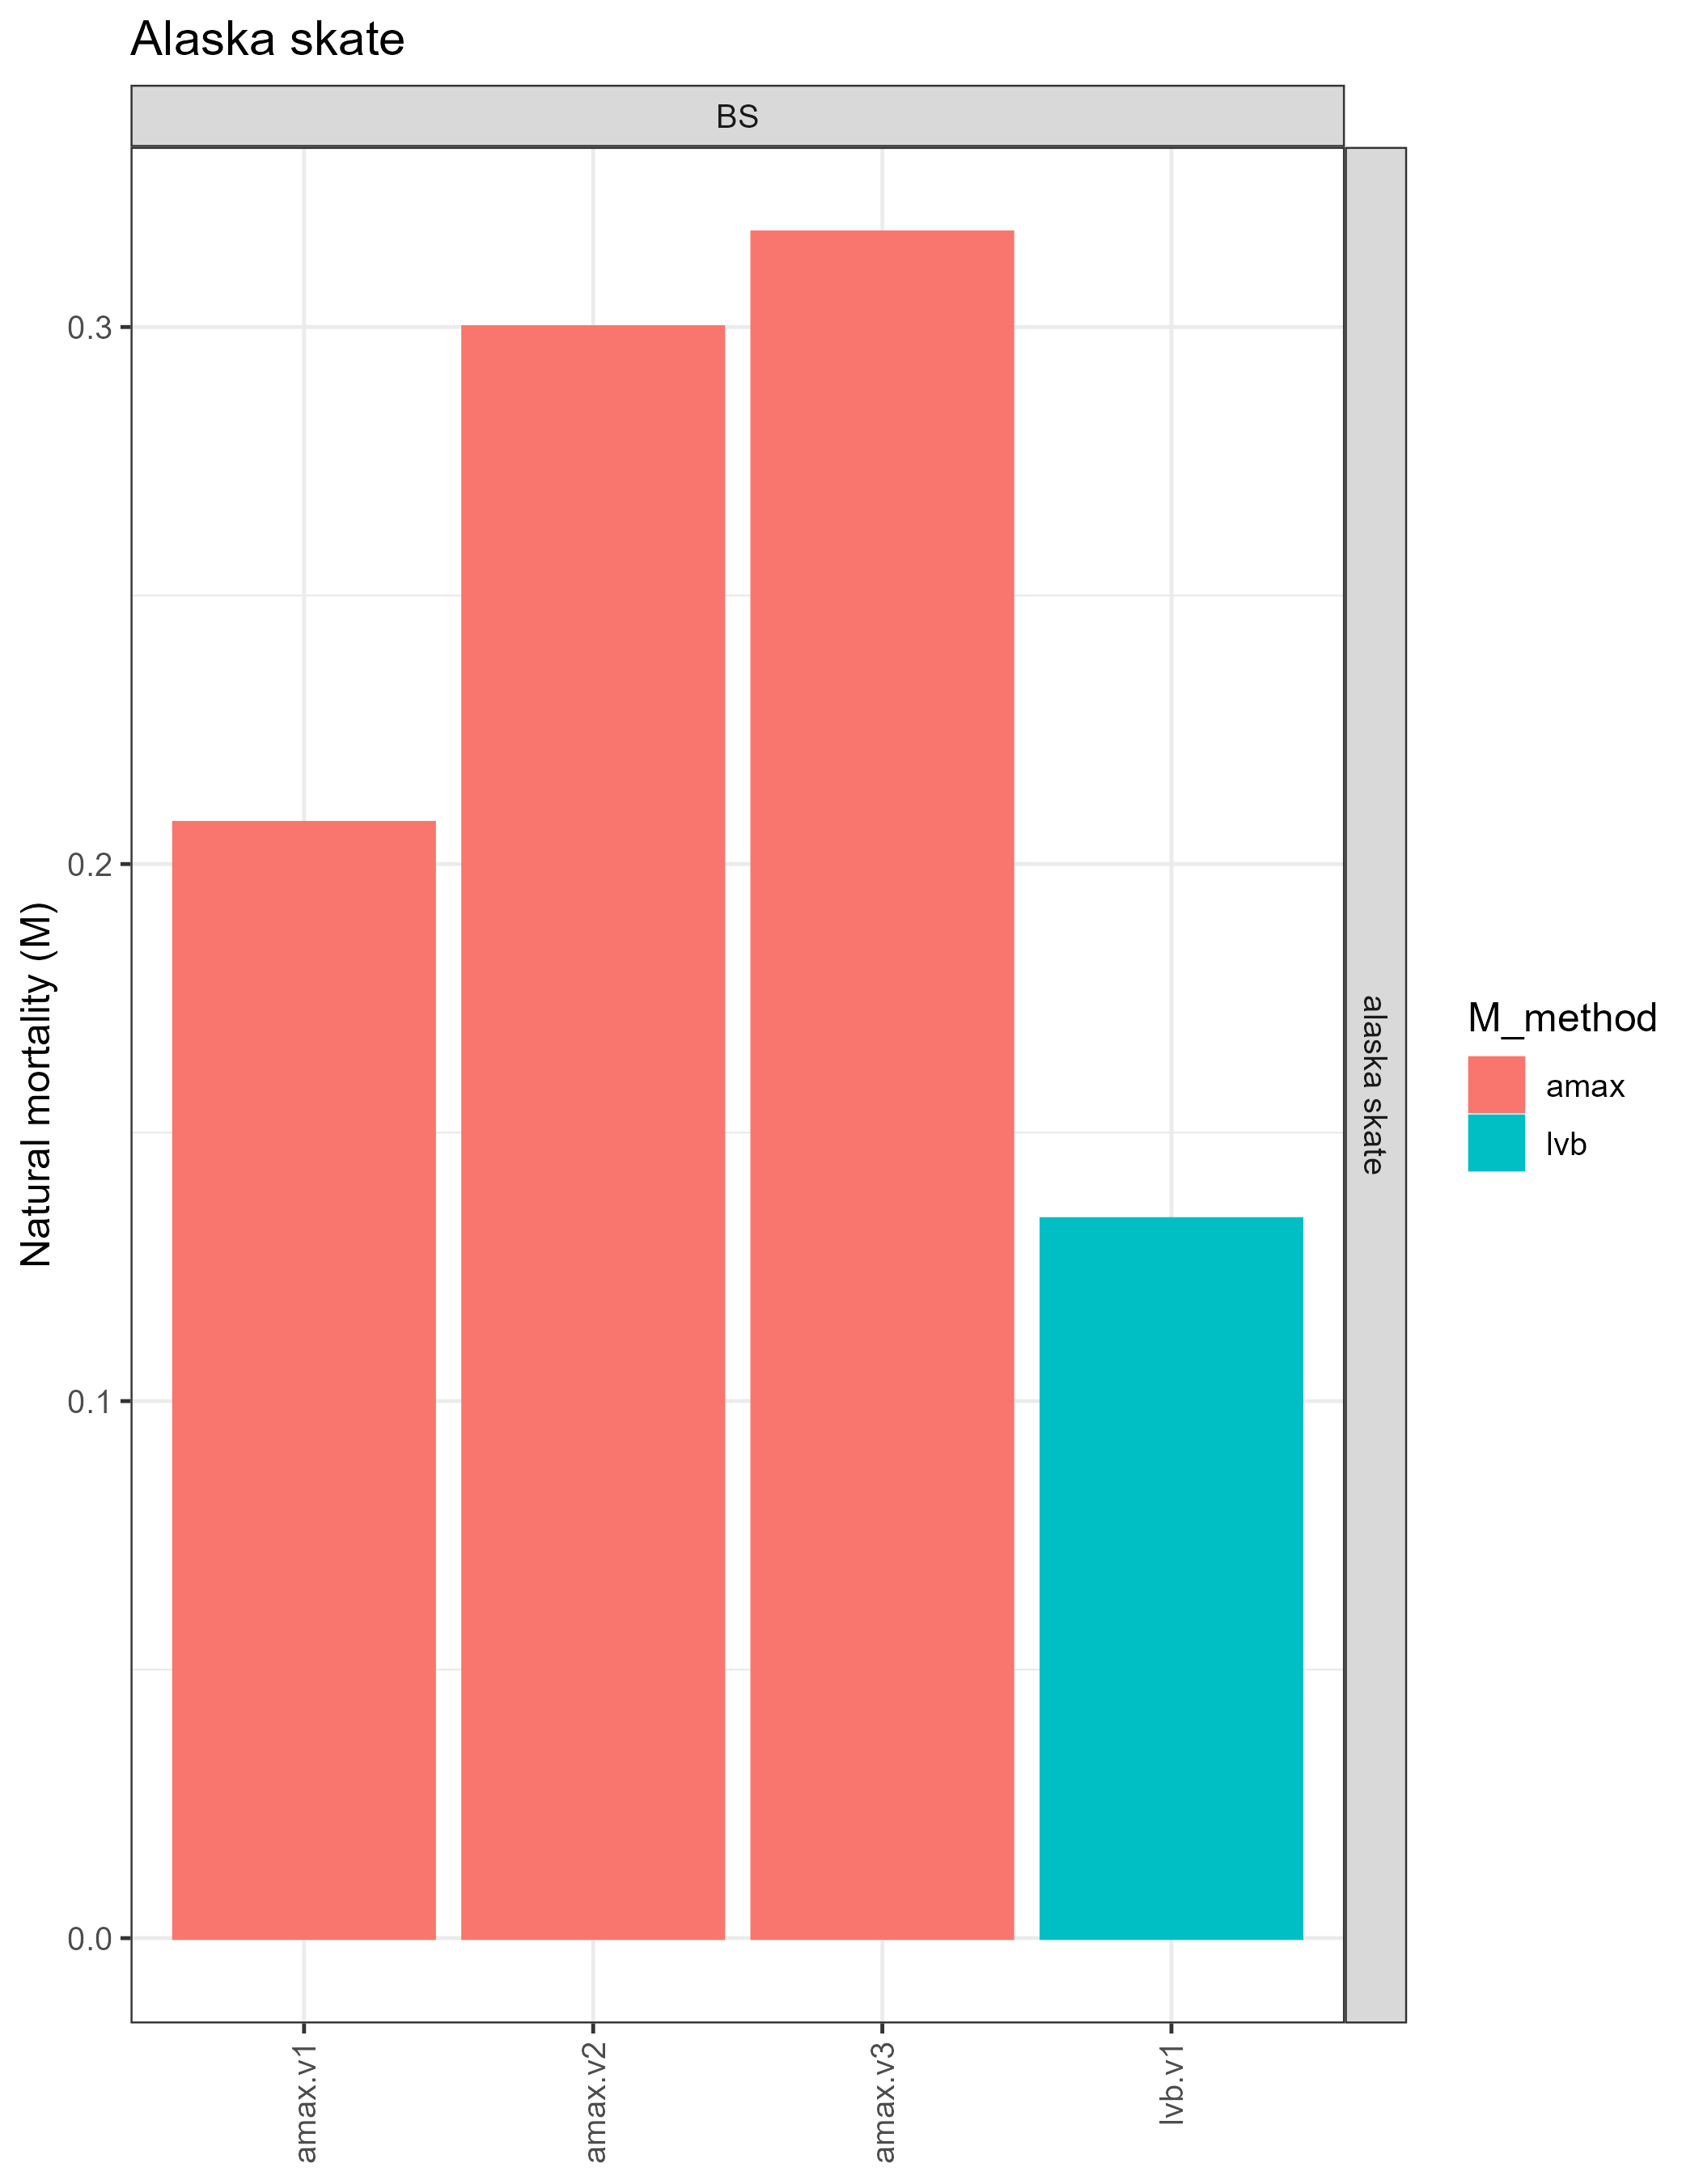 Alaska skate
BS
alaska skate
Natural mortality (M)
0.3
0.2
0.1
0.0
amax.v1
amax.v2
amax.v3
lvb.v1
M_method
amax
lvb